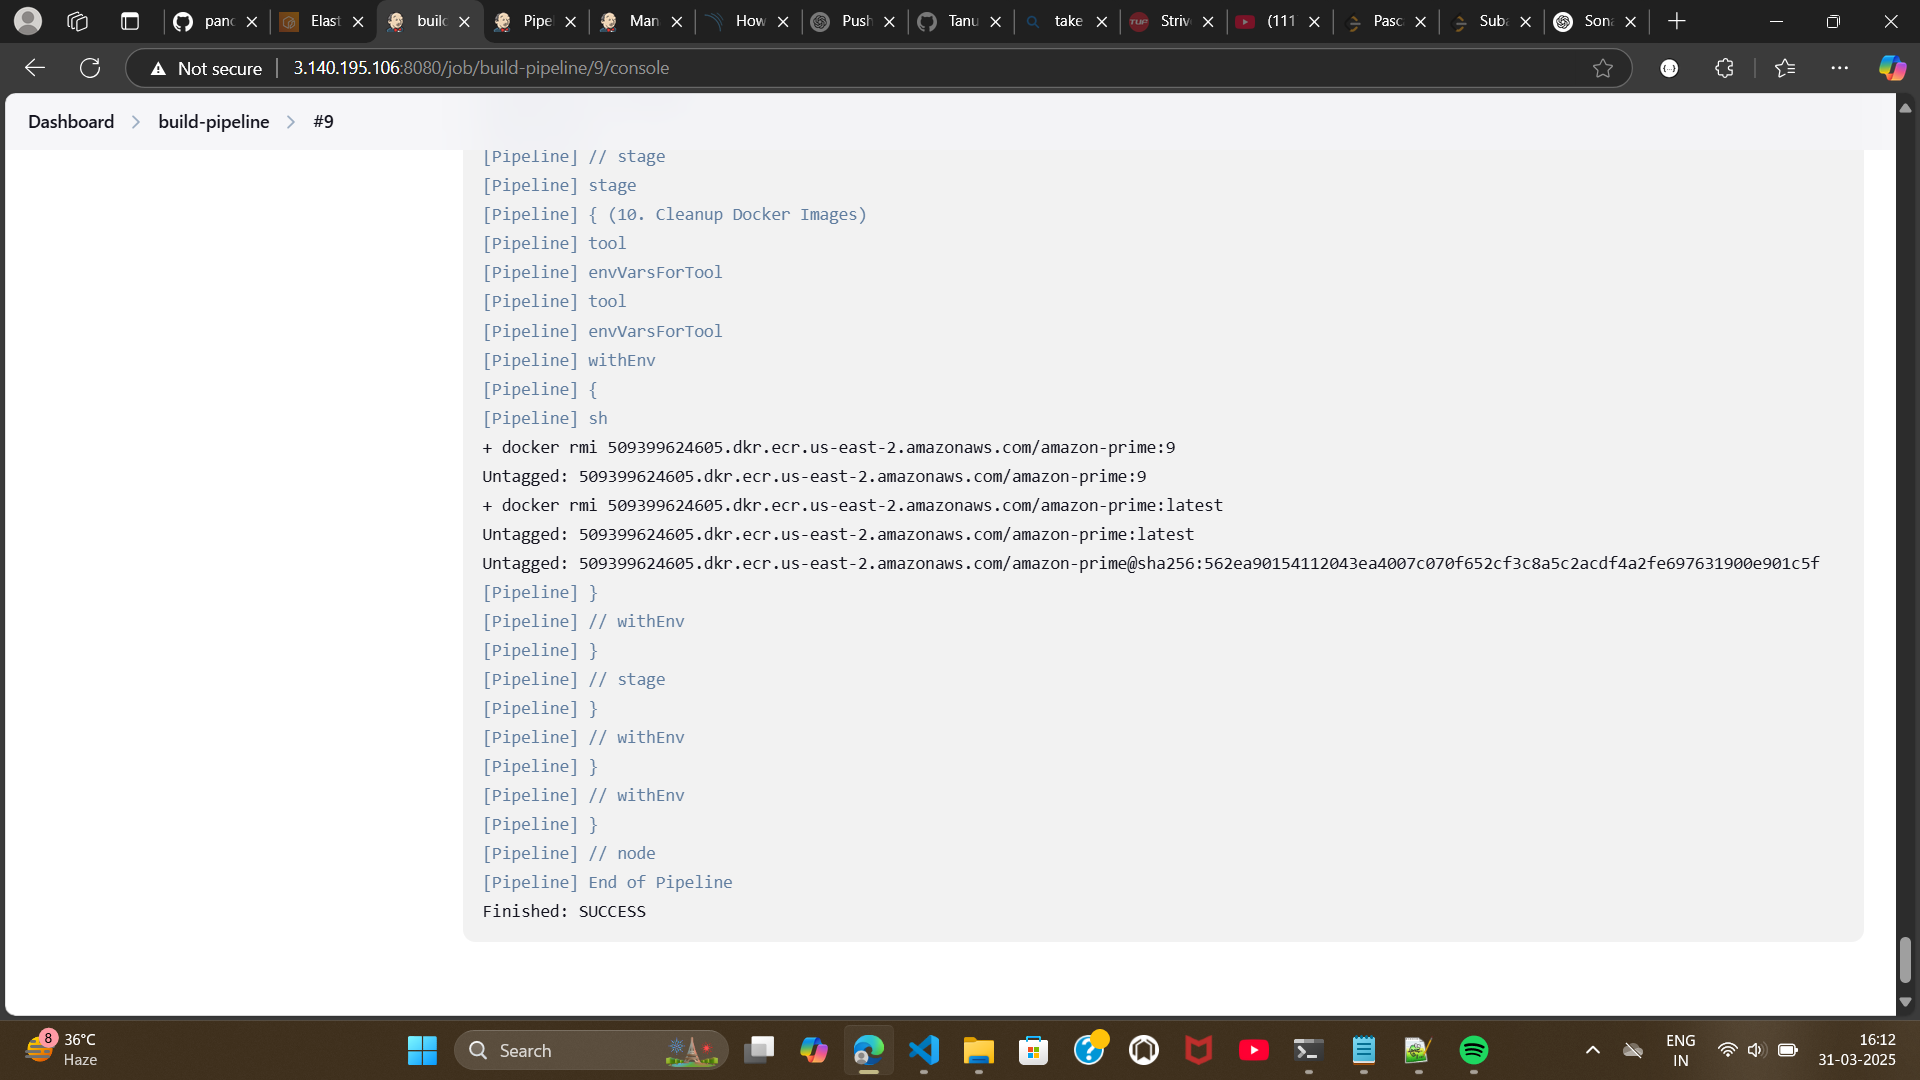 panc
Elast
build
Pipel
Man
How
Push
Tanu
take
Strive
(111
Pasca
Suba
Sona
Not secure
3.140.195.106:8080/job/build-pipeline/9/console
Dashboard > build-pipeline > #9
[Pipeline] // stage
[Pipeline] stage
[Pipeline] { (10. Cleanup Docker Images)
[Pipeline] tool
[Pipeline] envVarsForTool
[Pipeline] tool
[Pipeline] envVarsForTool
[Pipeline] withEnv
[Pipeline] {
[Pipeline] sh
+ docker rmi 509399624605.dkr.ecr.us-east-2.amazonaws.com/amazon-prime:9
Untagged: 509399624605.dkr.ecr.us-east-2.amazonaws.com/amazon-prime:9
+ docker rmi 509399624605.dkr.ecr.us-east-2.amazonaws.com/amazon-prime:latest
Untagged: 509399624605.dkr.ecr.us-east-2.amazonaws.com/amazon-prime:latest
Untagged: 509399624605.dkr.ecr.us-east-2.amazonaws.com/amazon-prime@sha256:562ea90154112043ea4007c070f652cf3c8a5c2acdf4a2fe697631900e901c5f
[Pipeline] }
[Pipeline] // withEnv
[Pipeline] }
[Pipeline] // stage
[Pipeline] }
[Pipeline] // withEnv
[Pipeline] }
[Pipeline] // withEnv
[Pipeline] }
[Pipeline] // node
[Pipeline] End of Pipeline
Finished: SUCCESS
8
36°C
Haze
Search
ENG
IN
16:12
31-03-2025